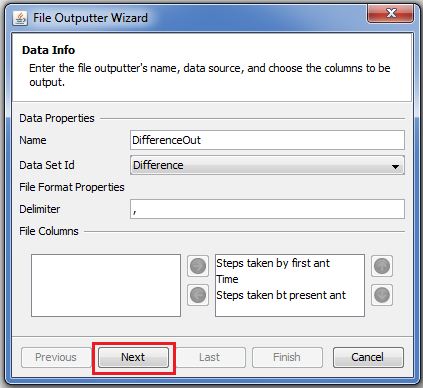 File Outputter Wizard
Data Info
Enter the file outputter's name, data source, and choose the columns to be
output.
Data Properties
Name DifferenceOut
Data Set Id Difference
File Format Properties
Delimiter ,
File Columns
Steps taken by first ant
Time
Steps taken bt present ant
Previous Next Last Finish Cancel